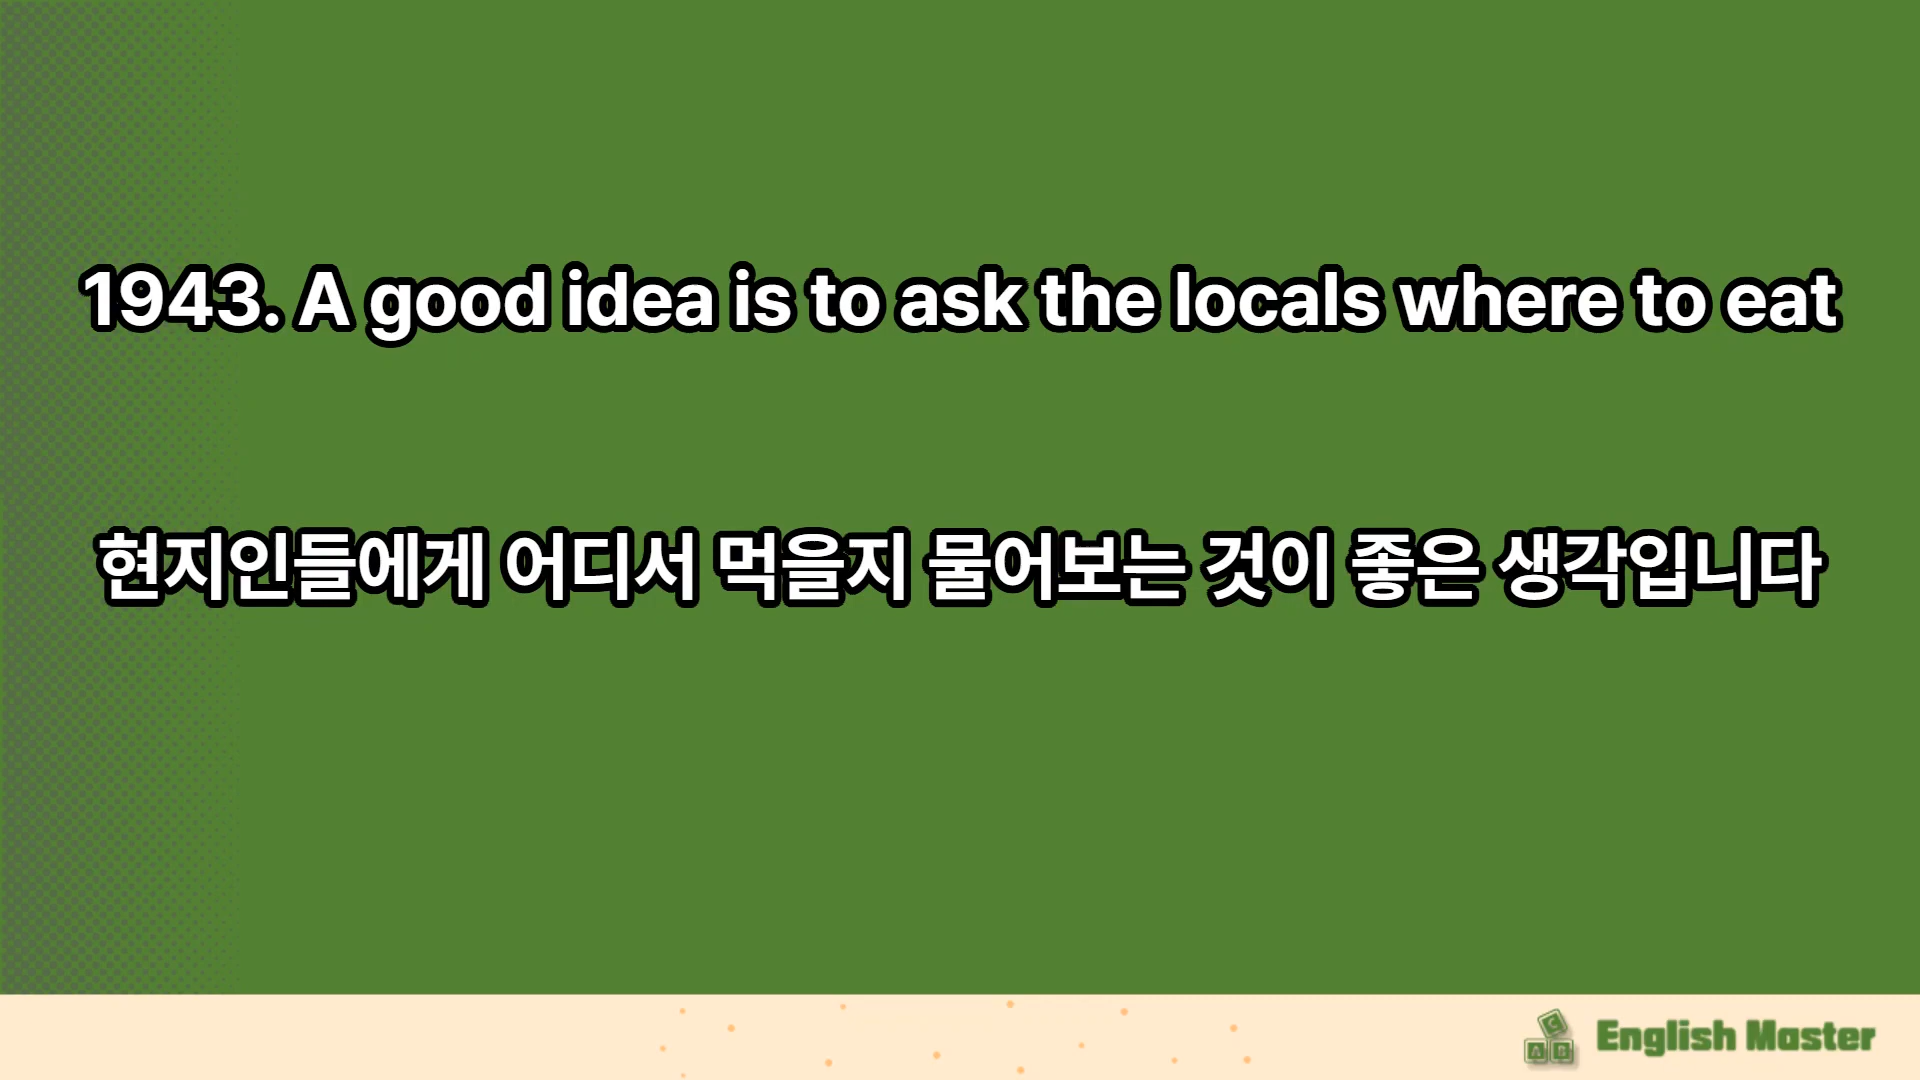 1943. A good idea is to ask the locals where to eat
현지인들에게 어디서 먹을지 물어보는 것이 좋은 생각입니다
C
A B
English Master